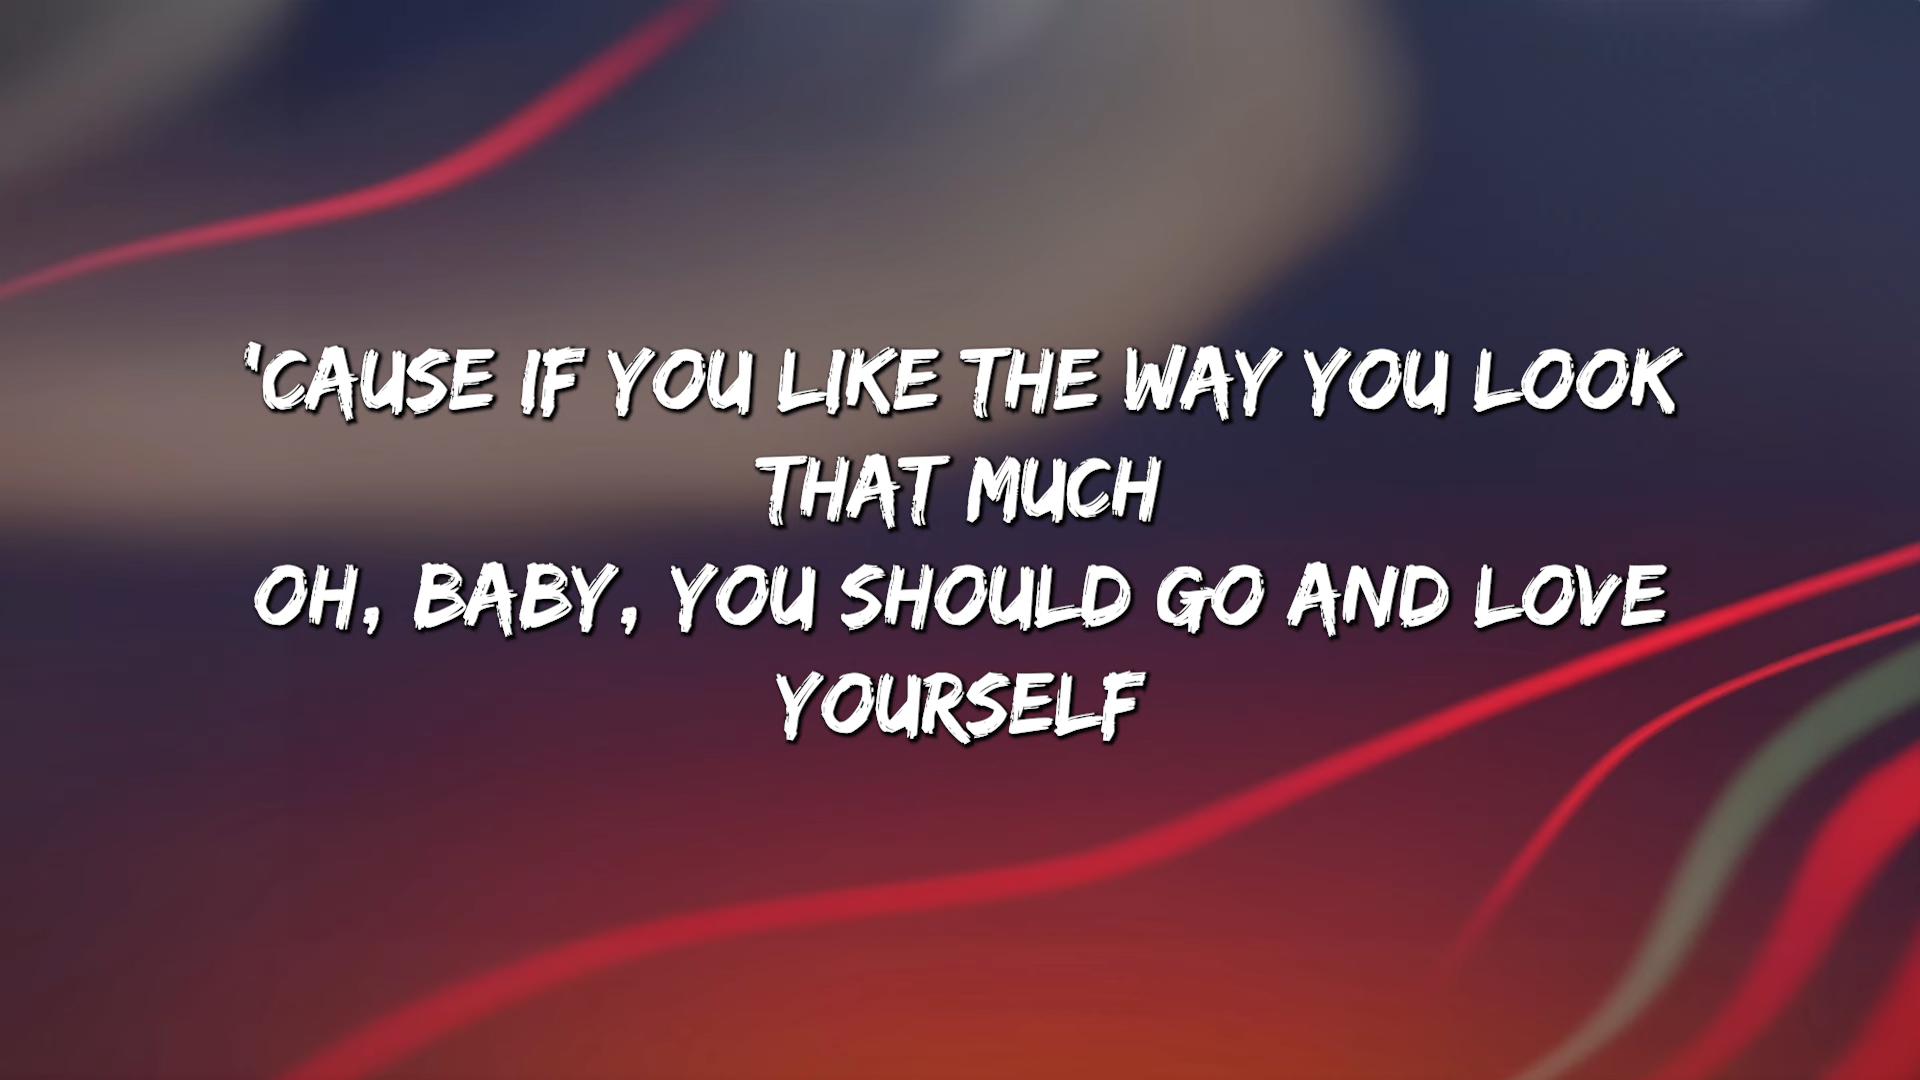 'CAUSE IF YOU LIKE THE WAY YOU LOOK
THAT MUCH
OH, BABY, YOU SHOULD GO AND LOVE
YOURSELF